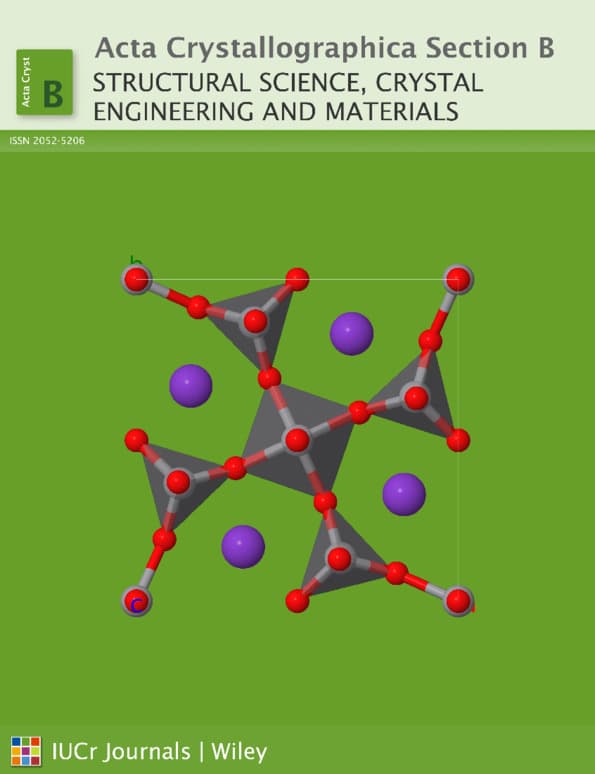 Acta Cryst
B
Acta Crystallographica Section B
STRUCTURAL SCIENCE, CRYSTAL
ENGINEERING AND MATERIALS
ISSN 2052-5206
b
c
IUCr Journals | Wiley